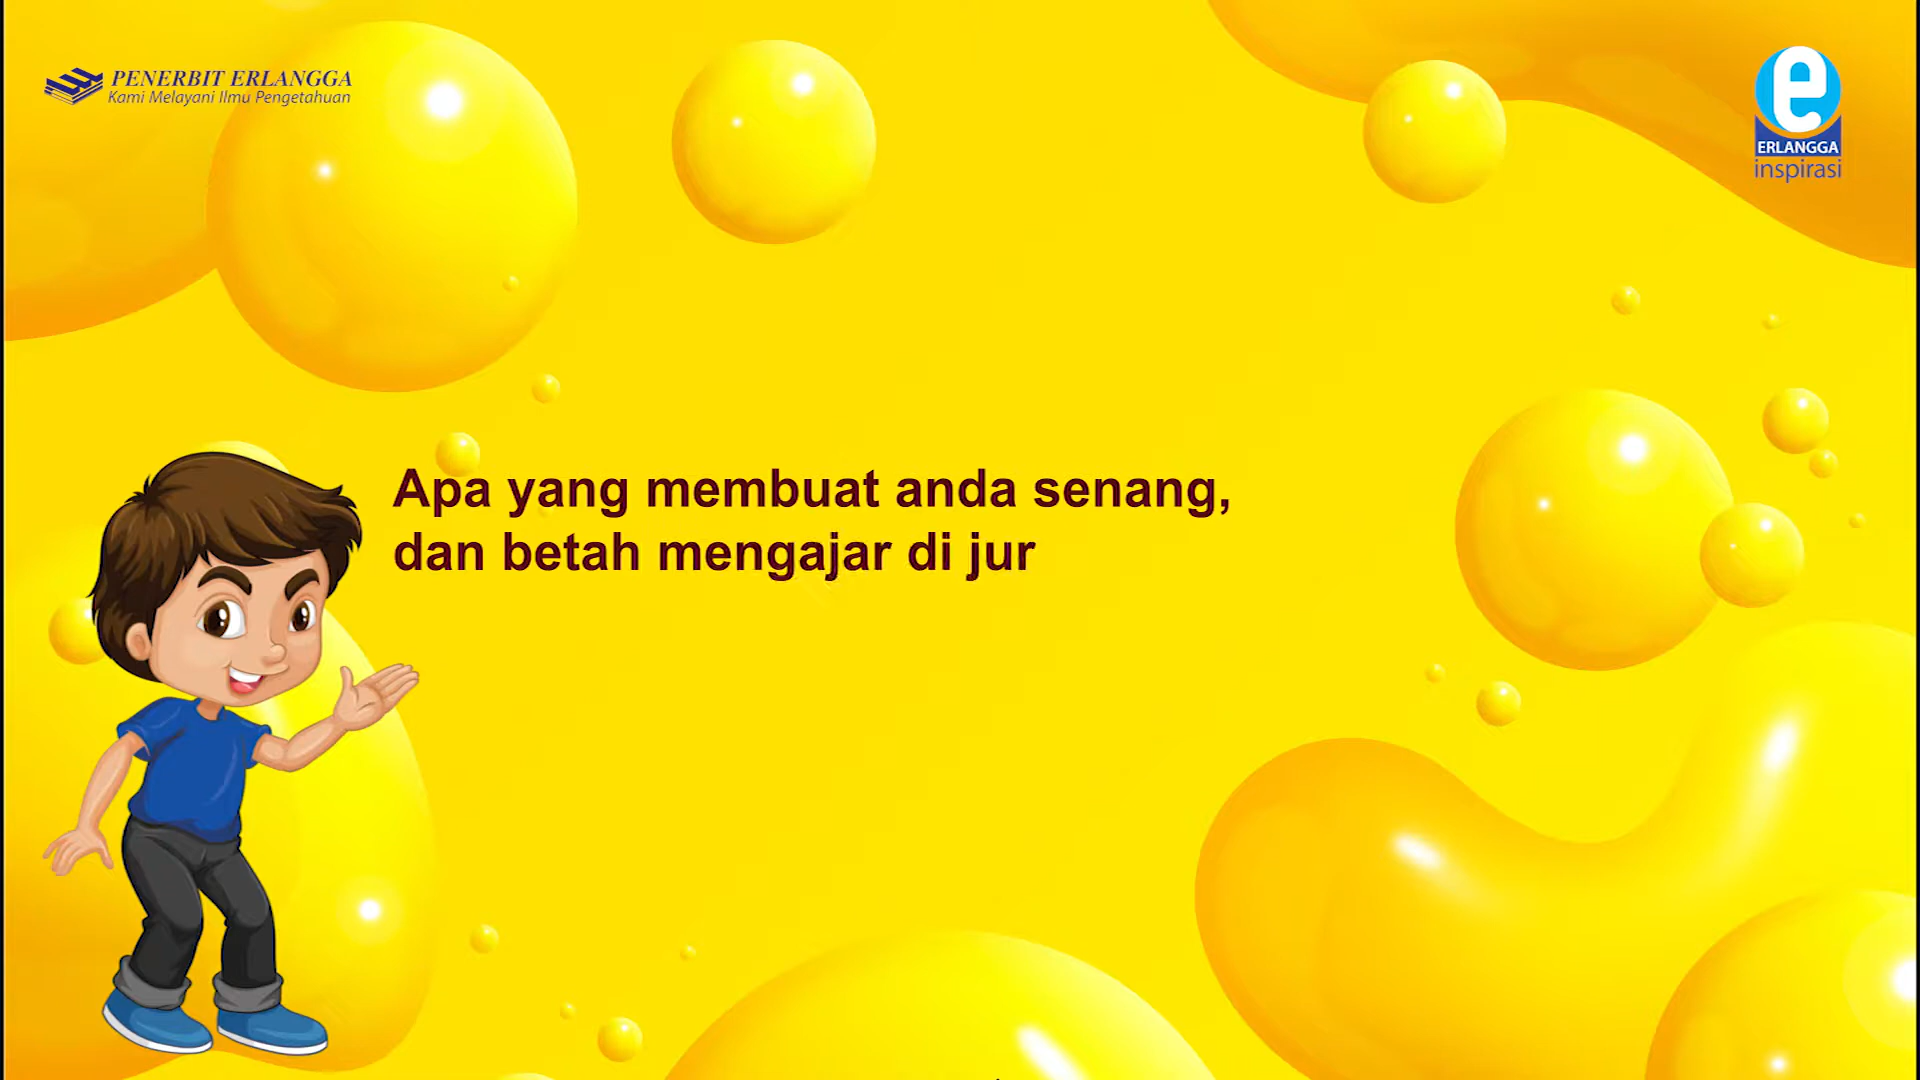 PENERBIT ERLANGGA
Kami Melayani Ilmu Pengetahuan
e
ERLANGGA
inspirasi
Apa yang membuat anda senang,
dan betah mengajar di jur